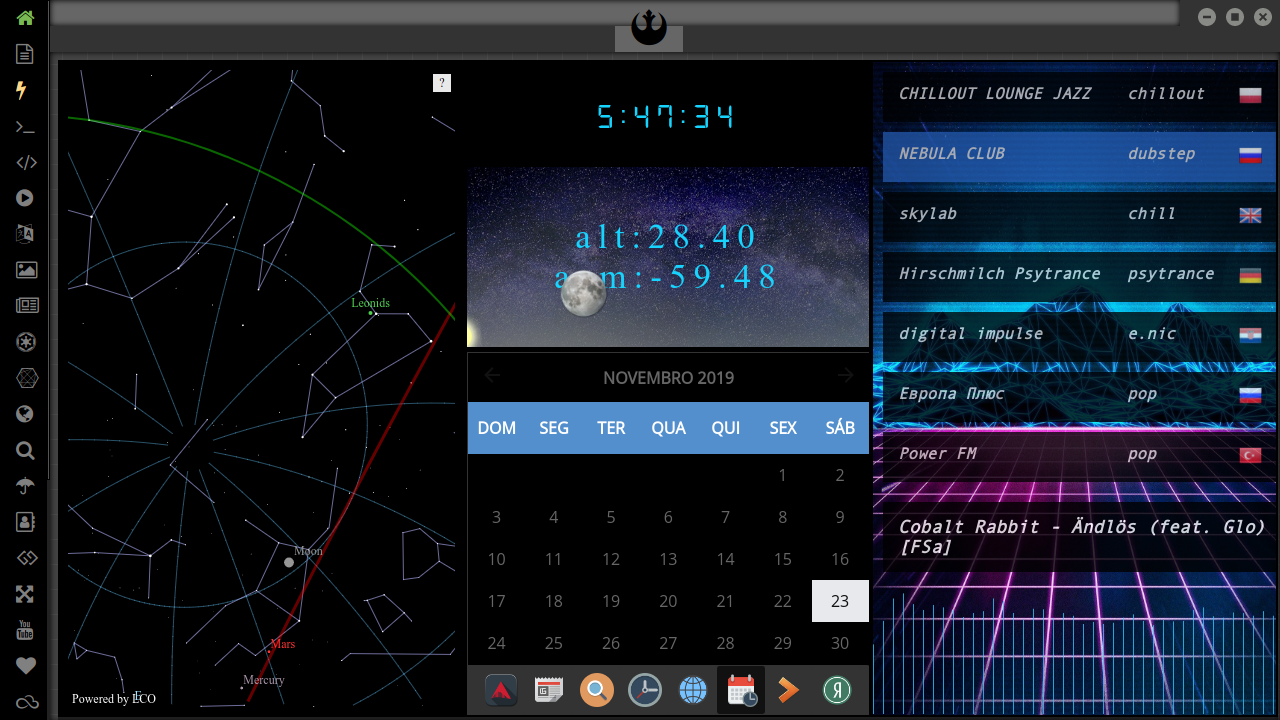 ?
Leonids
Moon
Mars
Mercury
E
Powered by ECO
5:47:34
alt:28.40
a m:-59.48
NOVEMBRO 2019
DOM SEG TER QUA QUI SEX SÁB
1 2
3 4 5 6 7 8 9
10 11 12 13 14 15 16
17 18 19 20 21 22 23
24 25 26 27 28 29 30
CHILLOUT LOUNGE JAZZ chillout
NEBULA CLUB dubstep
skylab chill
Hirschmilch Psytrance psytrance
digital impulse e.nic
Европа Плюс pop
Power FM pop
Cobalt Rabbit - Ändlös (feat. Glo)
[FSa]
You
Tube
Я